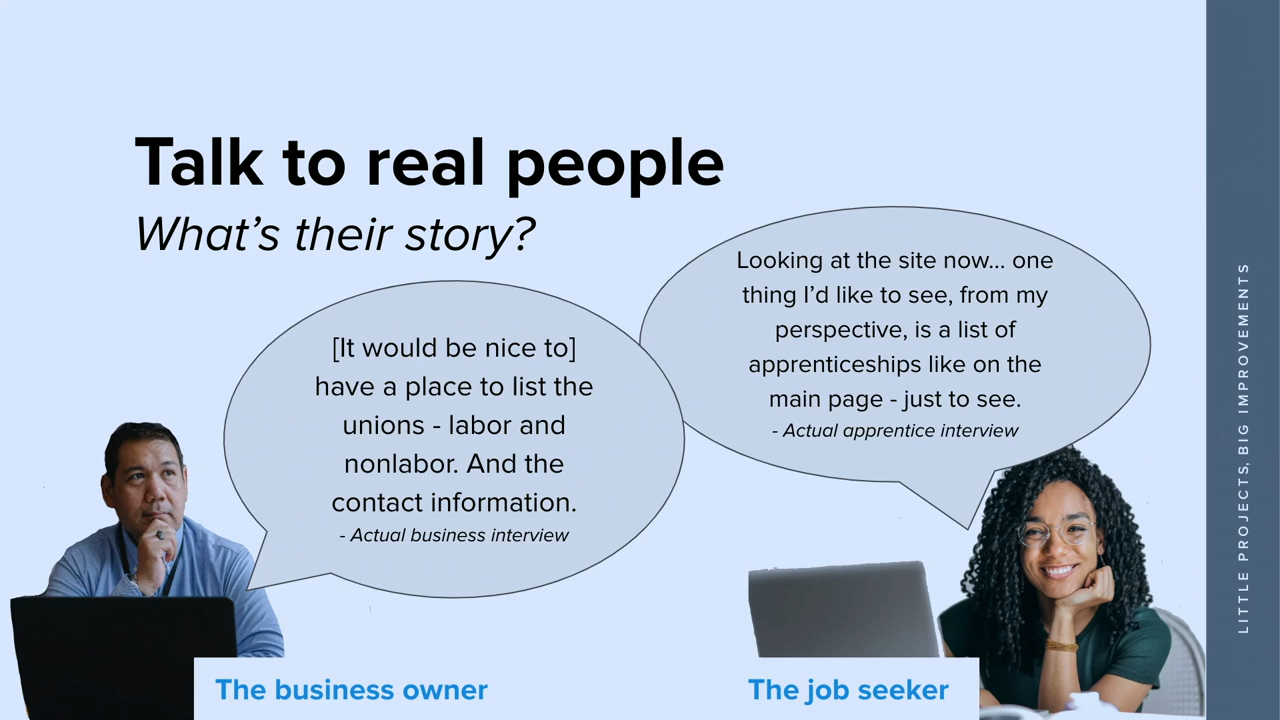 Talk to real people
What’s their story?
[It would be nice to]
have a place to list the
unions - labor and
nonlabor. And the
contact information.
- Actual business interview
Looking at the site now... one
thing I’d like to see, from my
perspective, is a list of
apprenticeships like on the
main page - just to see.
- Actual apprentice interview
The business owner
The job seeker
LITTLE PROJECTS, BIG IMPROVEMENTS